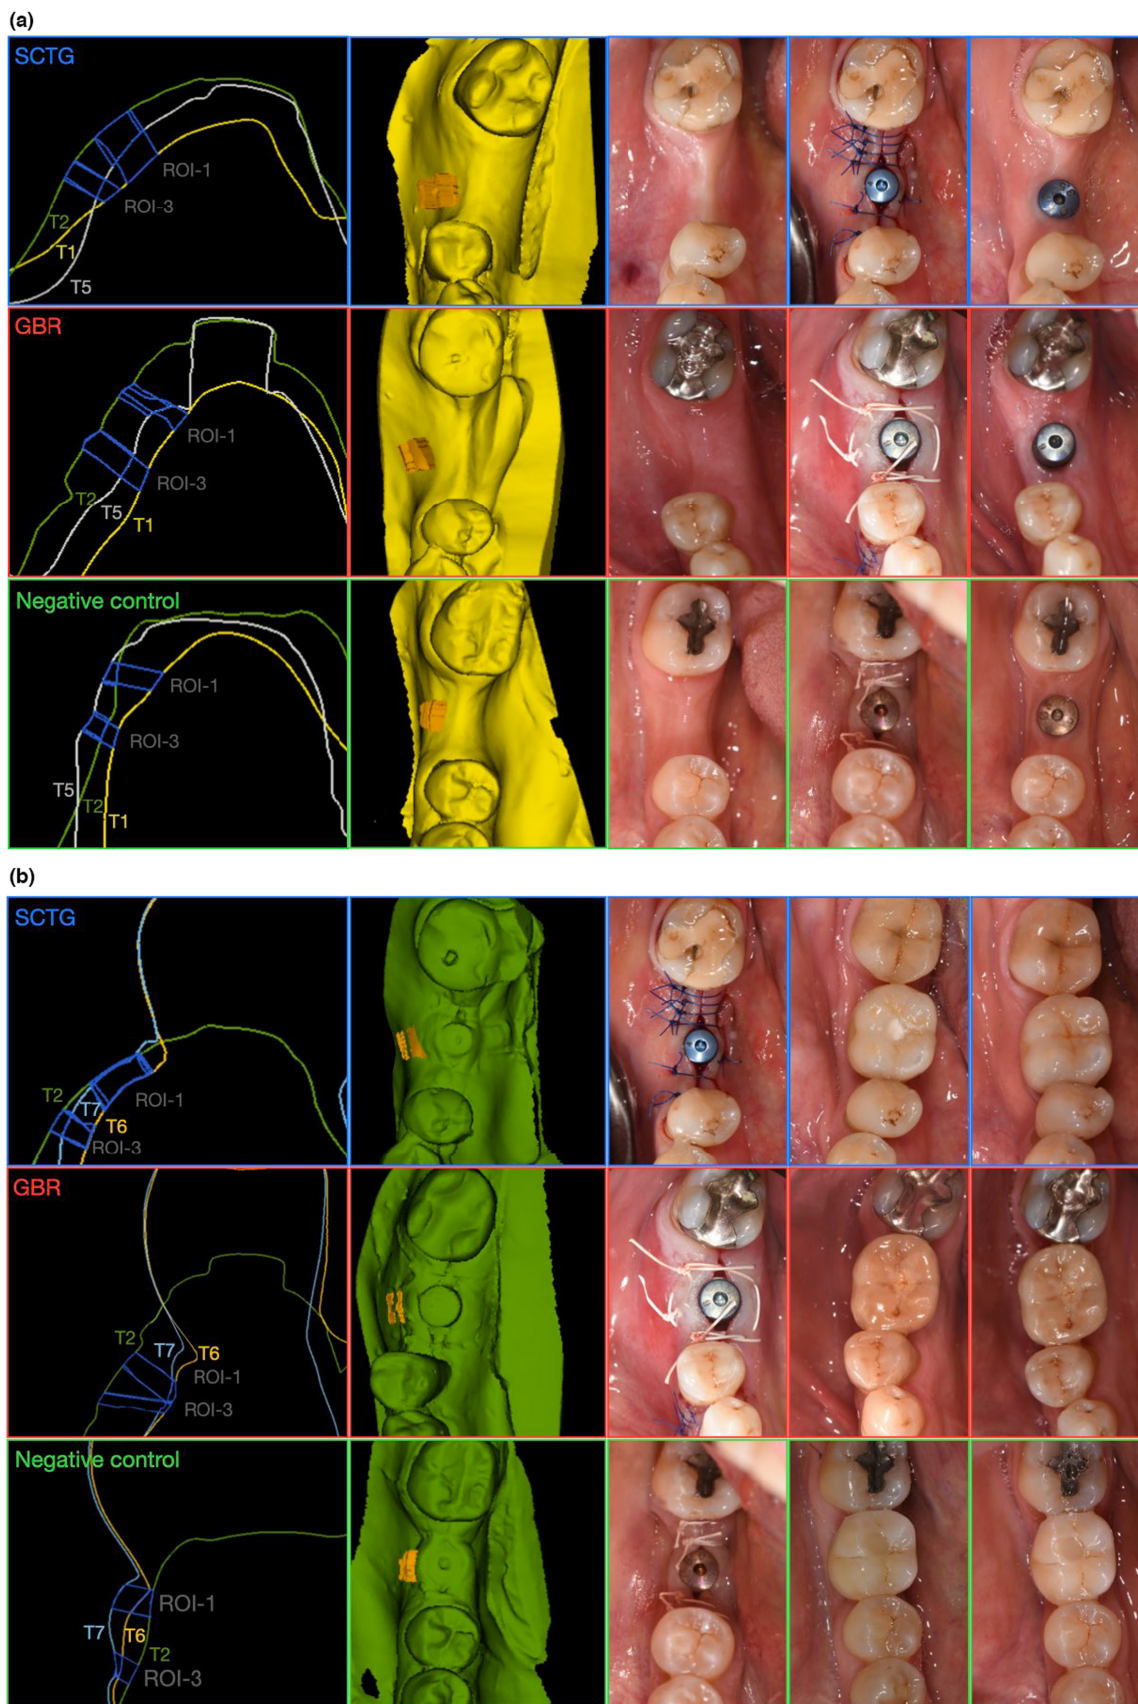 (a)
SCTG
ROI-1
ROI-3
T2
T1
T5
GBR
ROI-1
ROI-3
T2
T5
T1
Negative control
ROI-1
ROI-3
T5
T2
T1
(b)
SCTG
T2
T7
ROI-1
T6
ROI-3
GBR
T2
T7
T6
ROI-1
ROI-3
Negative control
ROI-1
T7
T6
T2
ROI-3